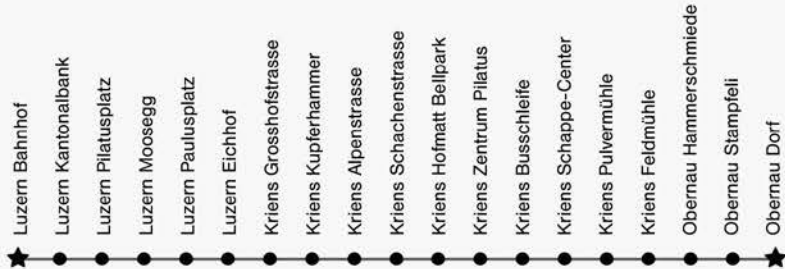 Luzern Bahnhof
Luzern Kantonalbank
Luzern Pilatusplatz
Luzern Moosegg
Luzern Paulusplatz
Luzern Eichhof
Kriens Grosshofstrasse
Kriens Kupferhammer
Kriens Alpenstrasse
Kriens Schachenstrasse
Kriens Hofmatt Bellpark
Kriens Zentrum Pilatus
Kriens Busschleife
Kriens Schappe-Center
Kriens Pulvermühle
Kriens Feldmühle
Obernau Hammerschmiede
Obernau Stampfeli
Obernau Dorf